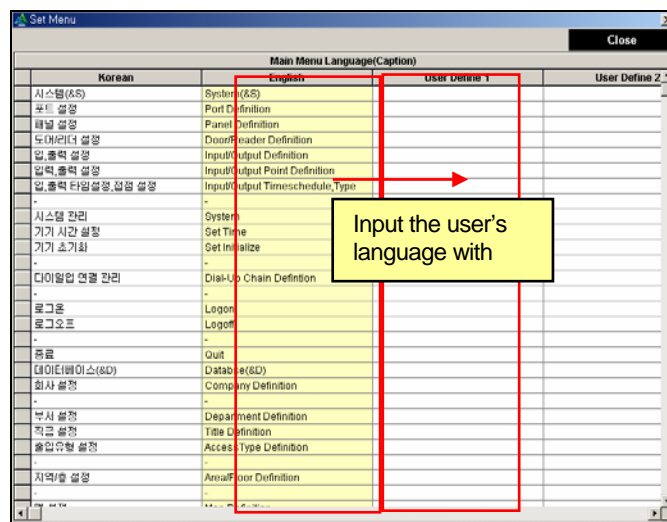 Set Menu
Close
Main Menu Language(Caption)
Korean English User Define 1 User Define 2
시스템(&S) System(&S)
포트 설정 Port Definition
패널 설정 Panel Definition
도어/리더 설정 Door/Reader Definition
입,출력 설정 Input/Output Definition
입력,출력 설정 Input/Output Point Definition
입,출력 타임설정,접점 설정 Input/Output Timeschedule,Type
- -
시스템 관리 System
기기 시간 설정 Set Time
기기 초기화 Set Initialize
- -
다이얼업 연결 관리 Dial-Up Chain Defintion
- -
로그온 Logon
로그오프 Logoff
- -
종료 Quit
데이터베이스(&D) Databse(&D)
회사 설정 Company Definition
- -
부서 설정 Department Definition
직급 설정 Title Definition
출입유형 설정 AccessType Definition
- -
지역/층 설정 Area/Floor Definition
- -
Input the user's
language with